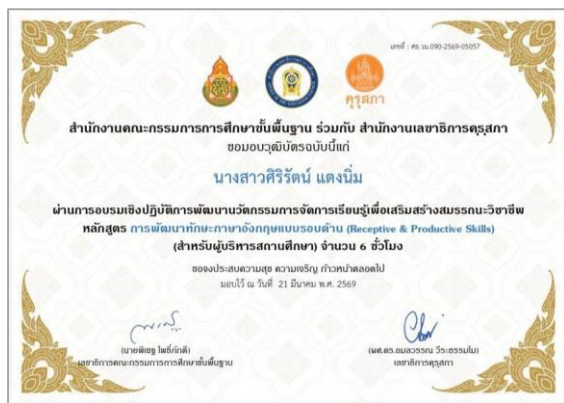 เลขที่ : ศธ.วม.090-2569-05057
คุรุสภา
สำนักงานคณะกรรมการการศึกษาขั้นพื้นฐาน ร่วมกับ สำนักงานเลขาธิการคุรุสภา
ขอมอบวุฒิบัตรฉบับนี้แก่
นางสาวศิริรัตน์ แตงนิ่ม
ผ่านการอบรมเชิงปฏิบัติการพัฒนานวัตกรรมการจัดการเรียนรู้เพื่อเสริมสร้างสมรรถนะวิชาชีพ
หลักสูตร การพัฒนาทักษะภาษาอังกฤษแบบรอบด้าน (Receptive & Productive Skills)
(สำหรับผู้บริหารสถานศึกษา) จำนวน 6 ชั่วโมง
ขอจงประสบความสุข ความเจริญ ก้าวหน้าตลอดไป
มอบไว้ ณ วันที่ 21 มีนาคม พ.ศ. 2569
(นายพิเชฐ โพธิ์ภักดี)
เลขาธิการคณะกรรมการการศึกษาขั้นพื้นฐาน
(ผศ.ดร.อมลวรรณ วีระธรรมโม)
เลขาธิการคุรุสภา